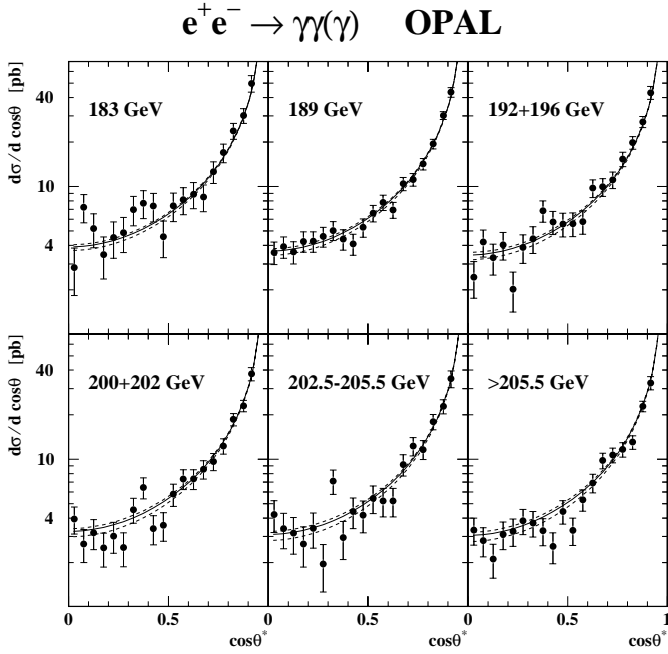 e⁺e⁻ → γγ(γ) OPAL
dσ/d cosθ [pb]
40
10
4
183 GeV
189 GeV
192+196 GeV
dσ/d cosθ [pb]
40
10
4
200+202 GeV
202.5-205.5 GeV
>205.5 GeV
0 0.5 0 0.5 0 0.5 1
cosθ* cosθ* cosθ*